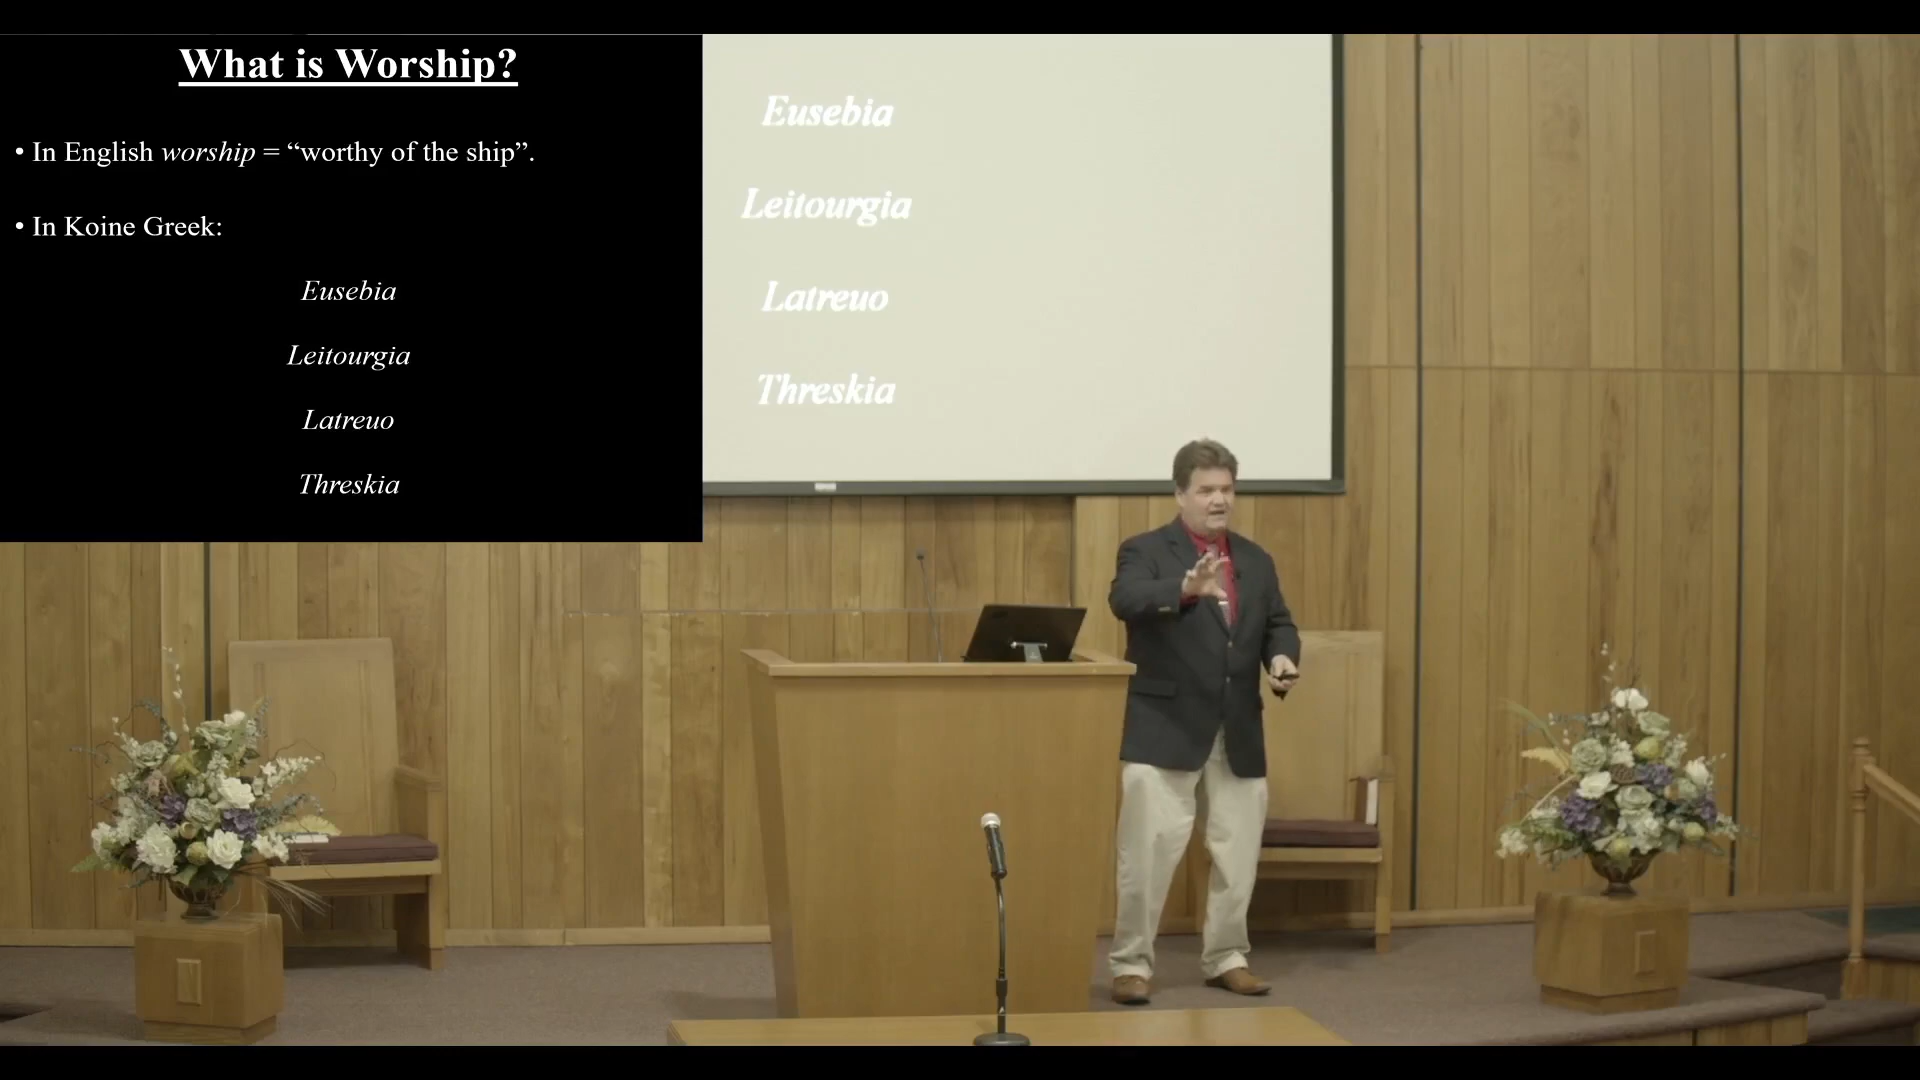 What is Worship?
• In English worship = “worthy of the ship”.
• In Koine Greek:
Eusebia
Leitourgia
Latreuo
Threskia
Eusebia
Leitourgia
Latreuo
Threskia